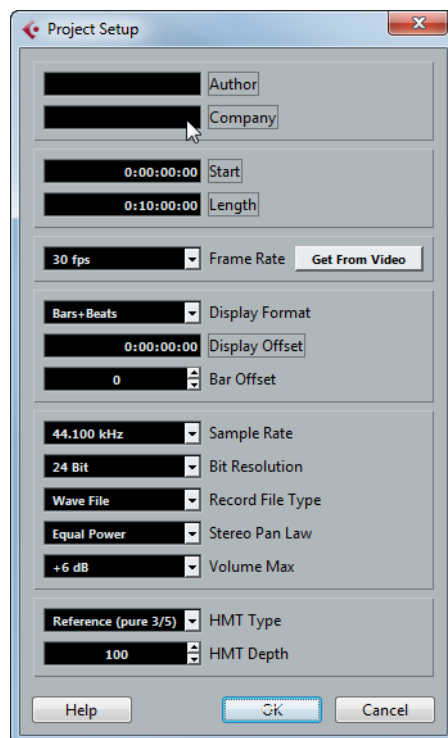 Project Setup
Author
Company
0:00:00:00 Start
0:10:00:00 Length
30 fps Frame Rate Get From Video
Bars+Beats Display Format
0:00:00:00 Display Offset
0 Bar Offset
44.100 kHz Sample Rate
24 Bit Bit Resolution
Wave File Record File Type
Equal Power Stereo Pan Law
+6 dB Volume Max
Reference (pure 3/5) HMT Type
100 HMT Depth
Help OK Cancel